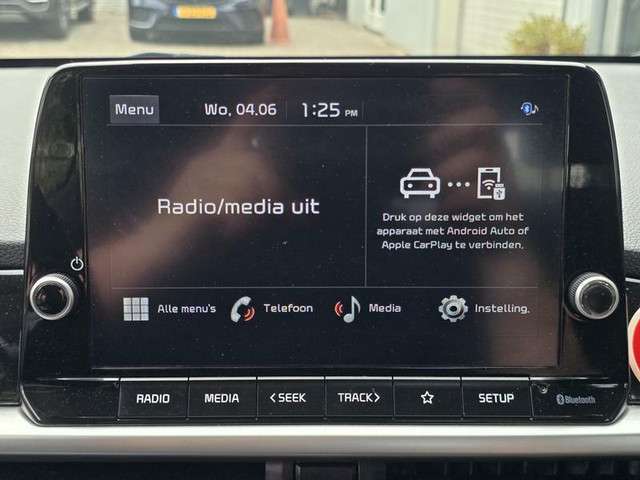 Menu Wo, 04.06 1:25 PM
Radio/media uit
Druk op deze widget om het
apparaat met Android Auto of
Apple CarPlay te verbinden.
Alle menu's Telefoon Media Instelling.
RADIO MEDIA <SEEK TRACK> ☆ SETUP Bluetooth